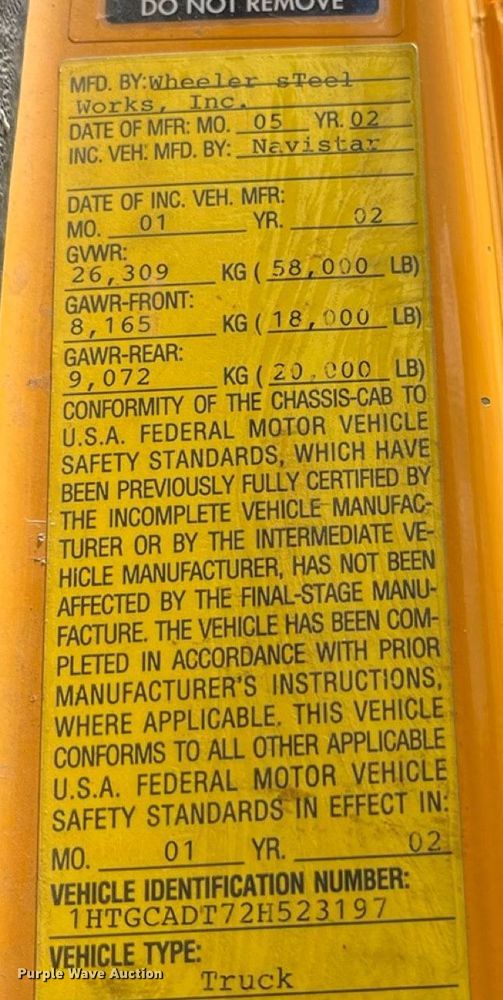 DO NOT REMOVE
MFD. BY: Wheeler sTeel
Works, Inc.
DATE OF MFR: MO. 05 YR. 02
INC. VEH. MFD. BY: Navistar
DATE OF INC. VEH. MFR:
MO. 01 YR. 02
GVWR:
26,309 KG ( 58,000 LB)
GAWR-FRONT:
8,165 KG ( 18,000 LB)
GAWR-REAR:
9,072 KG ( 20,000 LB)
CONFORMITY OF THE CHASSIS-CAB TO
U.S.A. FEDERAL MOTOR VEHICLE
SAFETY STANDARDS, WHICH HAVE
BEEN PREVIOUSLY FULLY CERTIFIED BY
THE INCOMPLETE VEHICLE MANUFAC-
TURER OR BY THE INTERMEDIATE VE-
HICLE MANUFACTURER, HAS NOT BEEN
AFFECTED BY THE FINAL-STAGE MANU-
FACTURE. THE VEHICLE HAS BEEN COM-
PLETED IN ACCORDANCE WITH PRIOR
MANUFACTURER'S INSTRUCTIONS,
WHERE APPLICABLE. THIS VEHICLE
CONFORMS TO ALL OTHER APPLICABLE
U.S.A. FEDERAL MOTOR VEHICLE
SAFETY STANDARDS IN EFFECT IN:
MO. 01 YR. 02
VEHICLE IDENTIFICATION NUMBER:
1HTGCADT72H523197
VEHICLE TYPE:
Truck
Purple Wave Auction